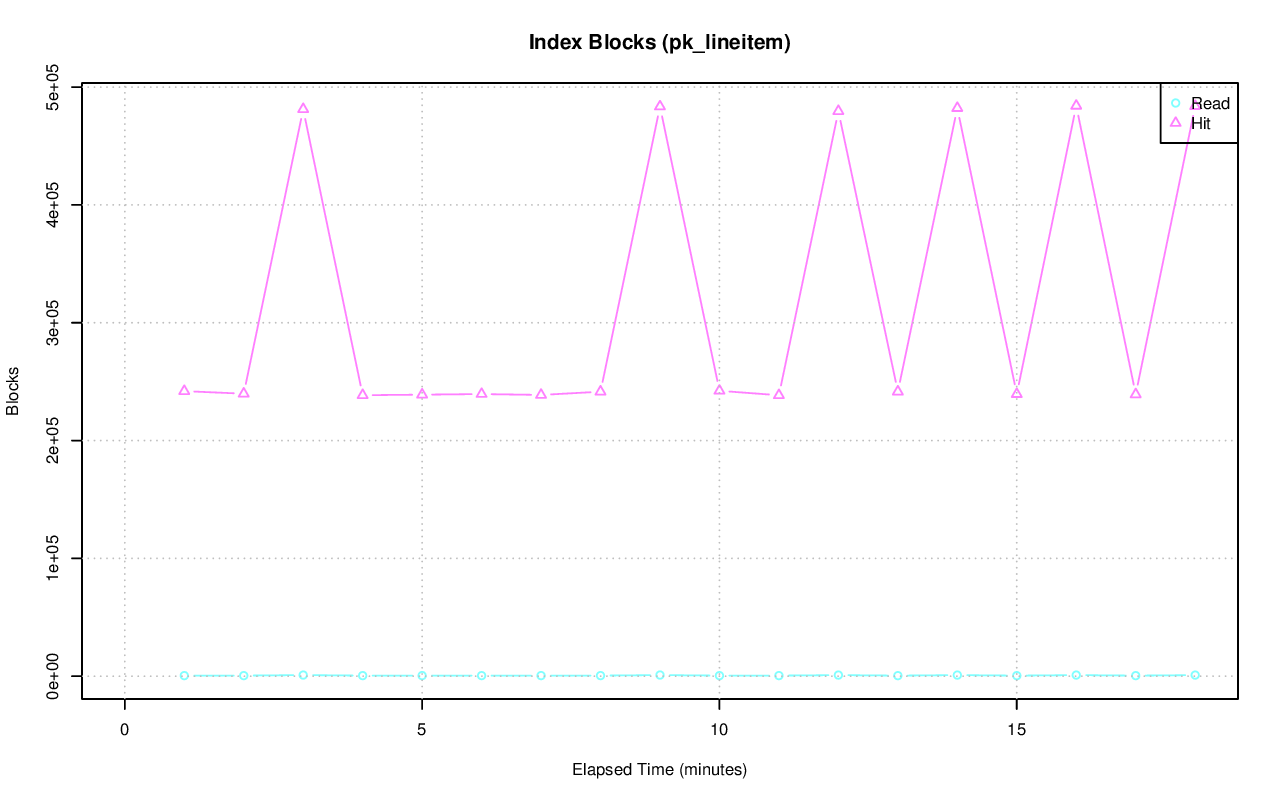 Index Blocks (pk_lineitem)
Read
Hit
Blocks
5e+05
4e+05
3e+05
2e+05
1e+05
0e+00
0 5 10 15
Elapsed Time (minutes)